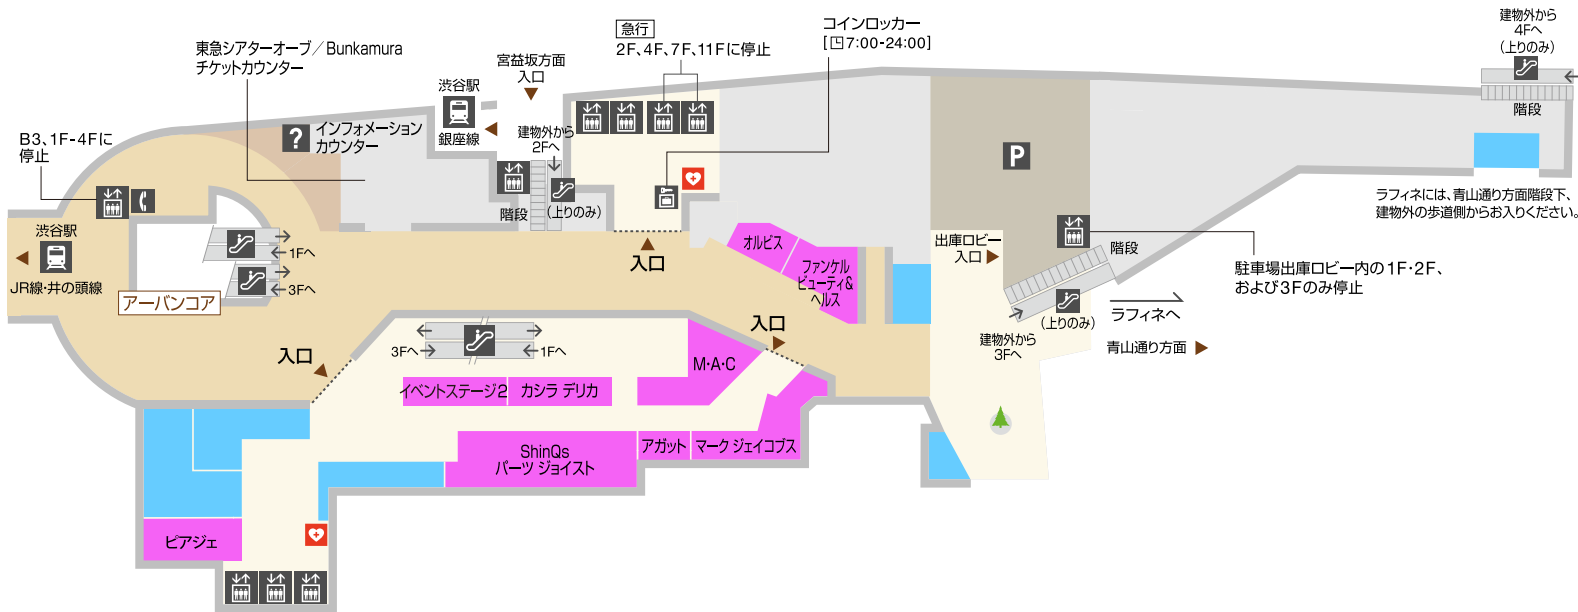 東急シアターオーブ/Bunkamura
チケットカウンター
渋谷駅
銀座線
宮益坂方面
入口
急行
2F、4F、7F、11Fに停止
コインロッカー
[7:00-24:00]
建物外から
4Fへ
(上りのみ)
階段
B3、1F-4Fに
停止
?
インフォメーション
カウンター
建物外から
2Fへ
(上りのみ)
階段
P
ラフィネには、青山通り方面階段下、
建物外の歩道側からお入りください。
渋谷駅
JR線・井の頭線
1Fへ
3Fへ
アーバンコア
入口
オルビス
ファンケル
ビューティ&
ヘルス
出庫ロビー
入口
階段
(上りのみ)
建物外から
3Fへ
ラフィネへ
青山通り方面
駐車場出庫ロビー内の1F・2F、
および3Fのみ停止
入口
3Fへ
1Fへ
入口
M・A・C
イベントステージ2
カシラ デリカ
ShinQs
パーツ ジョイスト
アガット
マーク ジェイコブス
ピアジェ